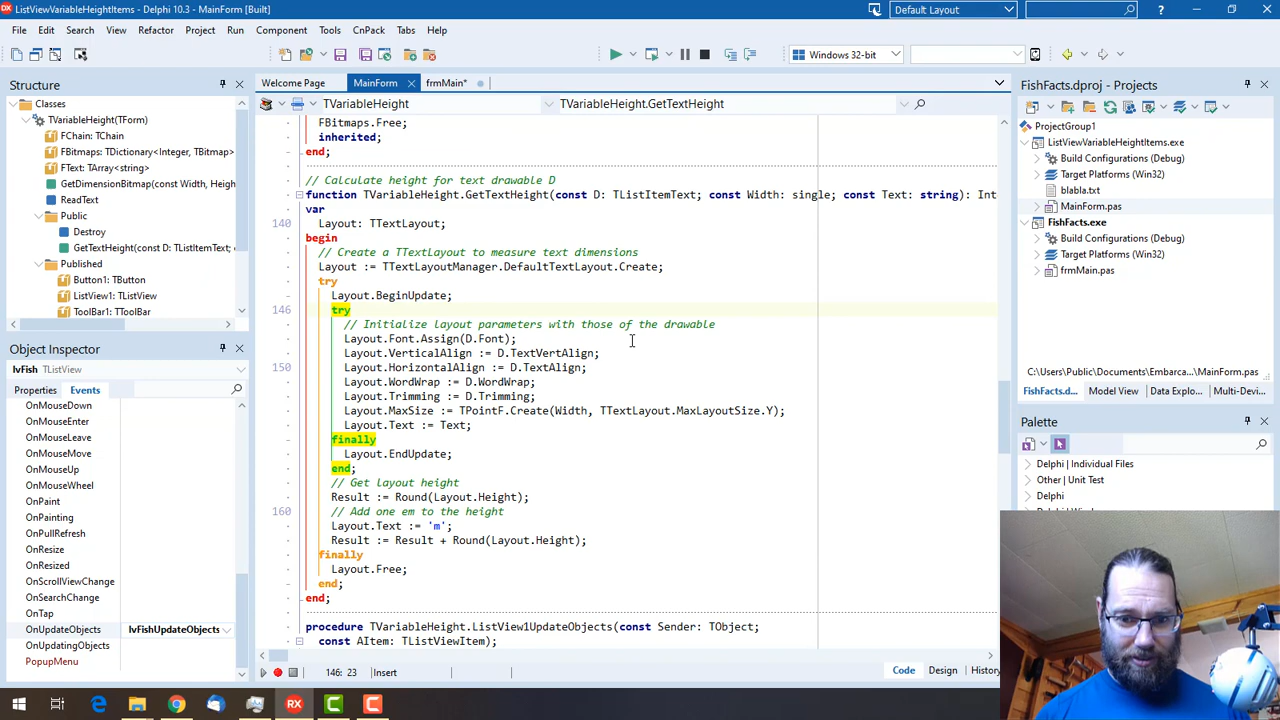 ListViewVariableHeightItems - Delphi 10.3 - MainForm [Built]
Default Layout
File Edit Search View Refactor Project Run Component CnPack Tools Tabs Help
Windows 32-bit
Structure
Classes
TVariableHeight(TForm)
FChain: TChain
FBitmaps: TDictionary<Integer, TBitmap>
FText: TArray<string>
GetDimensionBitmap(const Width, Heigh
ReadText
Public
Destroy
GetTextHeight(const D: TListItemText;
Published
Button1: TButton
ListView1: TListView
ToolBar1: TToolBar
Object Inspector
lvFish
Properties Events
OnMouseDown
OnMouseEnter
OnMouseLeave
OnMouseMove
OnMouseUp
OnMouseWheel
OnPaint
OnPainting
OnPullRefresh
OnResize
OnResized
OnScrollViewChange
OnSearchChange
OnTap
OnUpdateObjects lvFishUpdateObjects
OnUpdatingObjects
PopupMenu
Welcome Page MainForm frmMain*
TVariableHeight TVariableHeight.GetTextHeight
FBitmaps.Free;
inherited;
end;
// Calculate height for text drawable D
function TVariableHeight.GetTextHeight(const D: TListItemText; const Width: single; const Text: string): Int
var
140 Layout: TTextLayout;
begin
// Create a TTextLayout to measure text dimensions
Layout := TTextLayoutManager.DefaultTextLayout.Create;
try
Layout.BeginUpdate;
146 try
// Initialize layout parameters with those of the drawable
Layout.Font.Assign(D.Font);
Layout.VerticalAlign := D.TextVertAlign;
150 Layout.HorizontalAlign := D.TextAlign;
Layout.WordWrap := D.WordWrap;
Layout.Trimming := D.Trimming;
Layout.MaxSize := TPointF.Create(Width, TTextLayout.MaxLayoutSize.Y);
Layout.Text := Text;
finally
Layout.EndUpdate;
end;
// Get layout height
Result := Round(Layout.Height);
160 // Add one em to the height
Layout.Text := 'm';
Result := Result + Round(Layout.Height);
finally
Layout.Free;
end;
end;
procedure TVariableHeight.ListView1UpdateObjects(const Sender: TObject;
const AItem: TListViewItem);
146: 23 Insert
Code Design History
FishFacts.dproj - Projects
ProjectGroup1
ListViewVariableHeightItems.exe
Build Configurations (Debug)
Target Platforms (Win32)
blabla.txt
MainForm.pas
FishFacts.exe
Build Configurations (Debug)
Target Platforms (Win32)
frmMain.pas
C:\Users\Public\Documents\Embarca...\MainForm.pas
FishFacts.d... Model View Data Explo... Multi-Devi...
Palette
Delphi | Individual Files
Other | Unit Test
Delphi